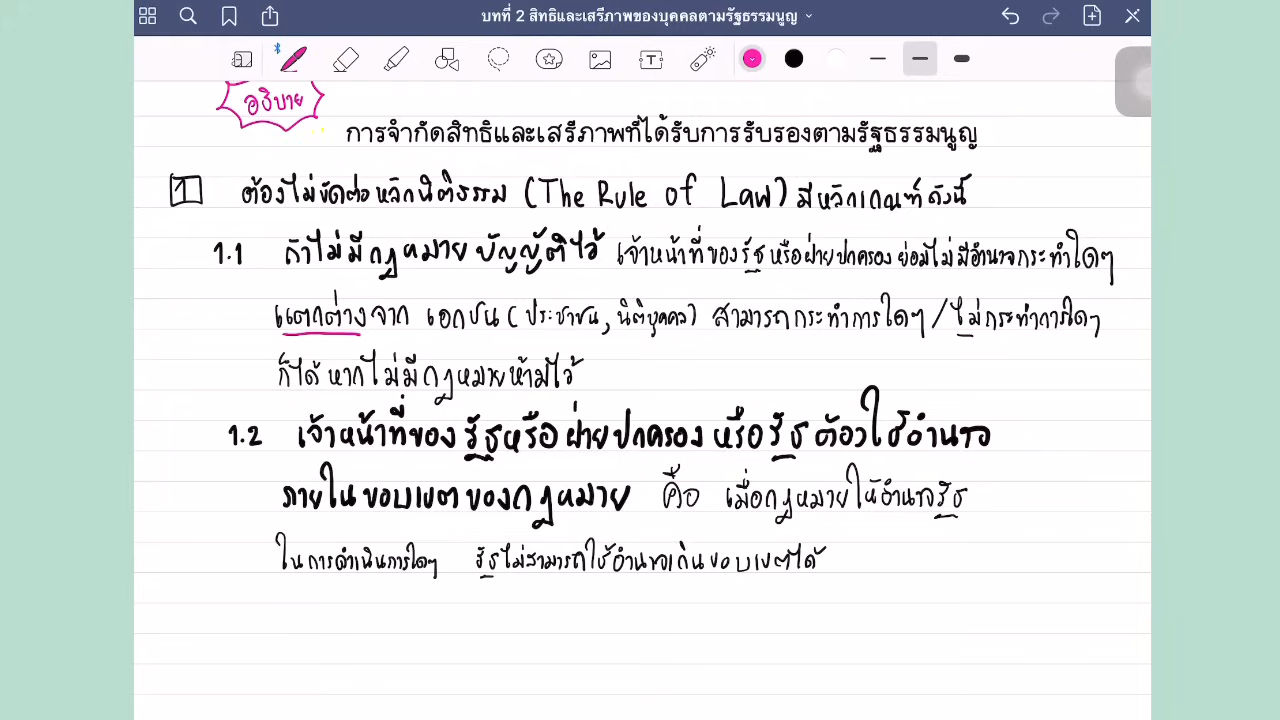 บทที่ 2 สิทธิและเสรีภาพของบุคคลตามรัฐธรรมนูญ
อธิบาย
การจำกัดสิทธิและเสรีภาพที่ได้รับการรับรองตามรัฐธรรมนูญ
1 ต้องไม่ขัดต่อหลักนิติธรรม (The Rule of Law) มีหลักเกณฑ์ดังนี้
1.1 ถ้าไม่มีกฎหมายบัญญัติไว้ เจ้าหน้าที่ของรัฐหรือฝ่ายปกครองย่อมไม่มีอำนาจกระทำใดๆ
แตกต่างจาก เอกชน (ประชาชน, นิติบุคคล) สามารถกระทำการใดๆ / ไม่กระทำการใดๆ
ก็ได้ หากไม่มีกฎหมายห้ามไว้
1.2 เจ้าหน้าที่ของรัฐหรือฝ่ายปกครอง หรือรัฐ ต้องใช้อำนาจ
ภายในขอบเขตของกฎหมาย คือ เมื่อกฎหมายให้อำนาจรัฐ
ในการดำเนินการใดๆ รัฐไม่สามารถใช้อำนาจเกินขอบเขตได้